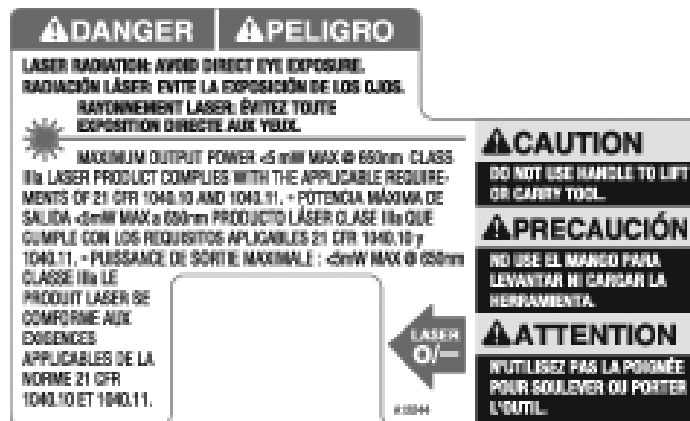 DANGER
PELIGRO
LASER RADIATION: AVOID DIRECT EYE EXPOSURE.
RADIACIÓN LÁSER: EVITE LA EXPOSICIÓN DE LOS OJOS.
RAYONNEMENT LASER: ÉVITEZ TOUTE
EXPOSITION DIRECTE AUX YEUX.
MAXIMUM OUTPUT POWER <5 mW MAX @ 650nm CLASS
IIIa LASER PRODUCT COMPLIES WITH THE APPLICABLE REQUIRE-
MENTS OF 21 CFR 1040.10 AND 1040.11. • POTENCIA MÁXIMA DE
SALIDA <5mW MAX a 650nm PRODUCTO LÁSER CLASE IIIa QUE
CUMPLE CON LOS REQUISITOS APLICABLES 21 CFR 1040.10 y
1040.11. • PUISSANCE DE SORTIE MAXIMALE : <5mW MAX @ 650nm
CLASSE IIIa LE
PRODUIT LASER SE
CONFORME AUX
EXIGENCES
APPLICABLES DE LA
NORME 21 CFR
1040.10 ET 1040.11.
LASER
O/—
CAUTION
DO NOT USE HANDLE TO LIFT
OR CARRY TOOL.
PRECAUCIÓN
NO USE EL MANGO PARA
LEVANTAR NI CARGAR LA
HERRAMIENTA.
ATTENTION
N'UTILISEZ PAS LA POIGNÉE
POUR SOULEVER OU PORTER
L'OUTIL.